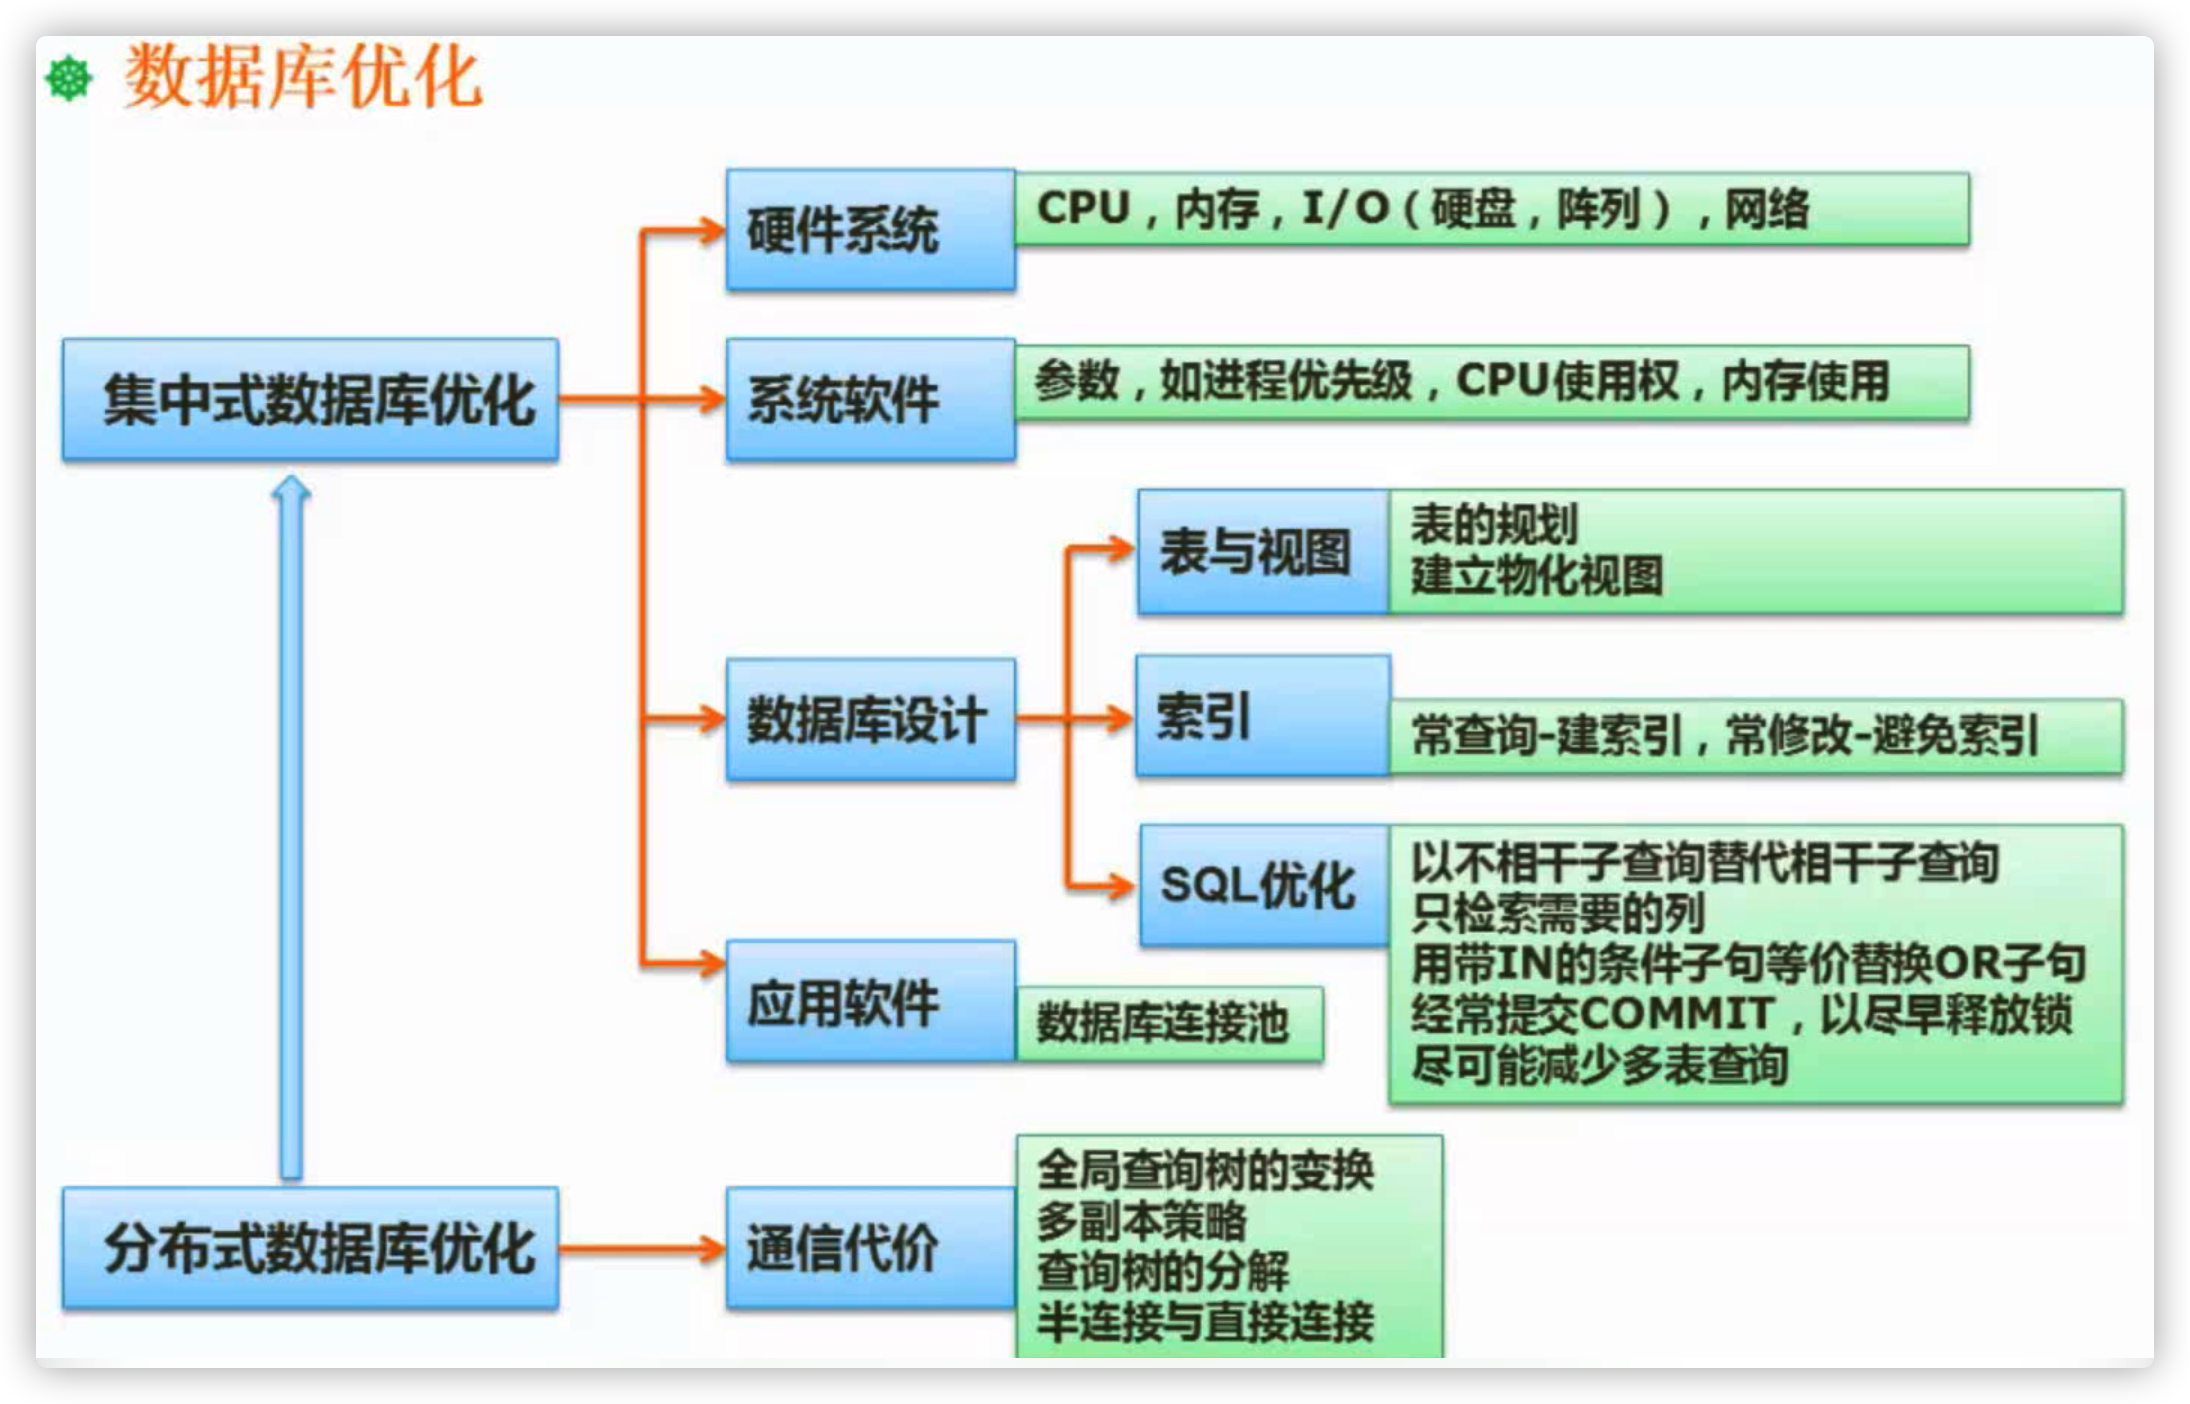 数据库优化
硬件系统
CPU，内存，I/O（硬盘，阵列），网络
集中式数据库优化
系统软件
参数，如进程优先级，CPU使用权，内存使用
表与视图
表的规划
建立物化视图
数据库设计
索引
常查询-建索引，常修改-避免索引
SQL优化
以不相干子查询替代相干子查询
只检索需要的列
用带IN的条件子句等价替换OR子句
经常提交COMMIT，以尽早释放锁
尽可能减少多表查询
应用软件
数据库连接池
分布式数据库优化
通信代价
全局查询树的变换
多副本策略
查询树的分解
半连接与直接连接